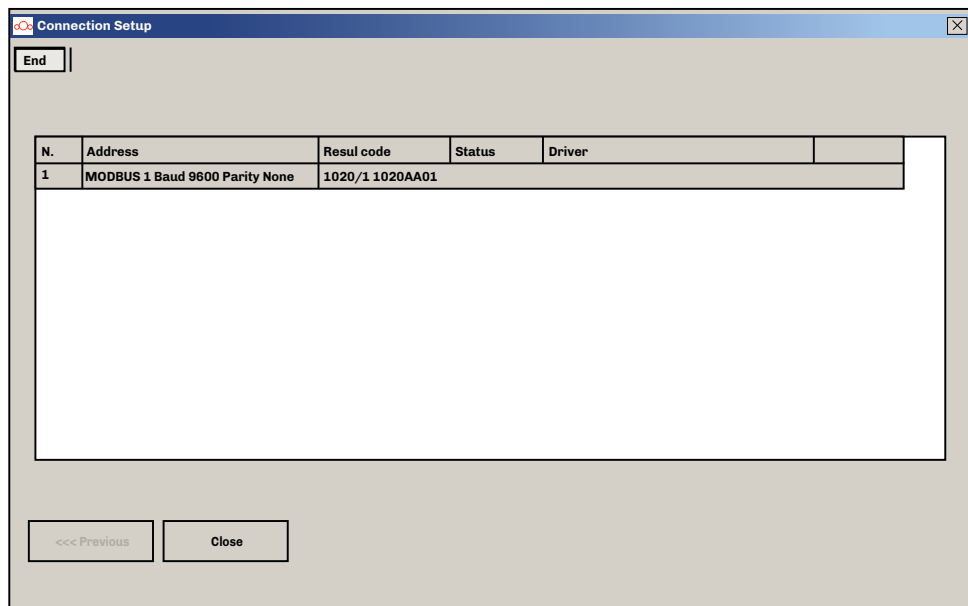 Connection Setup
End
N. Address Resul code Status Driver
1 MODBUS 1 Baud 9600 Parity None 1020/1 1020AA01
<<< Previous Close